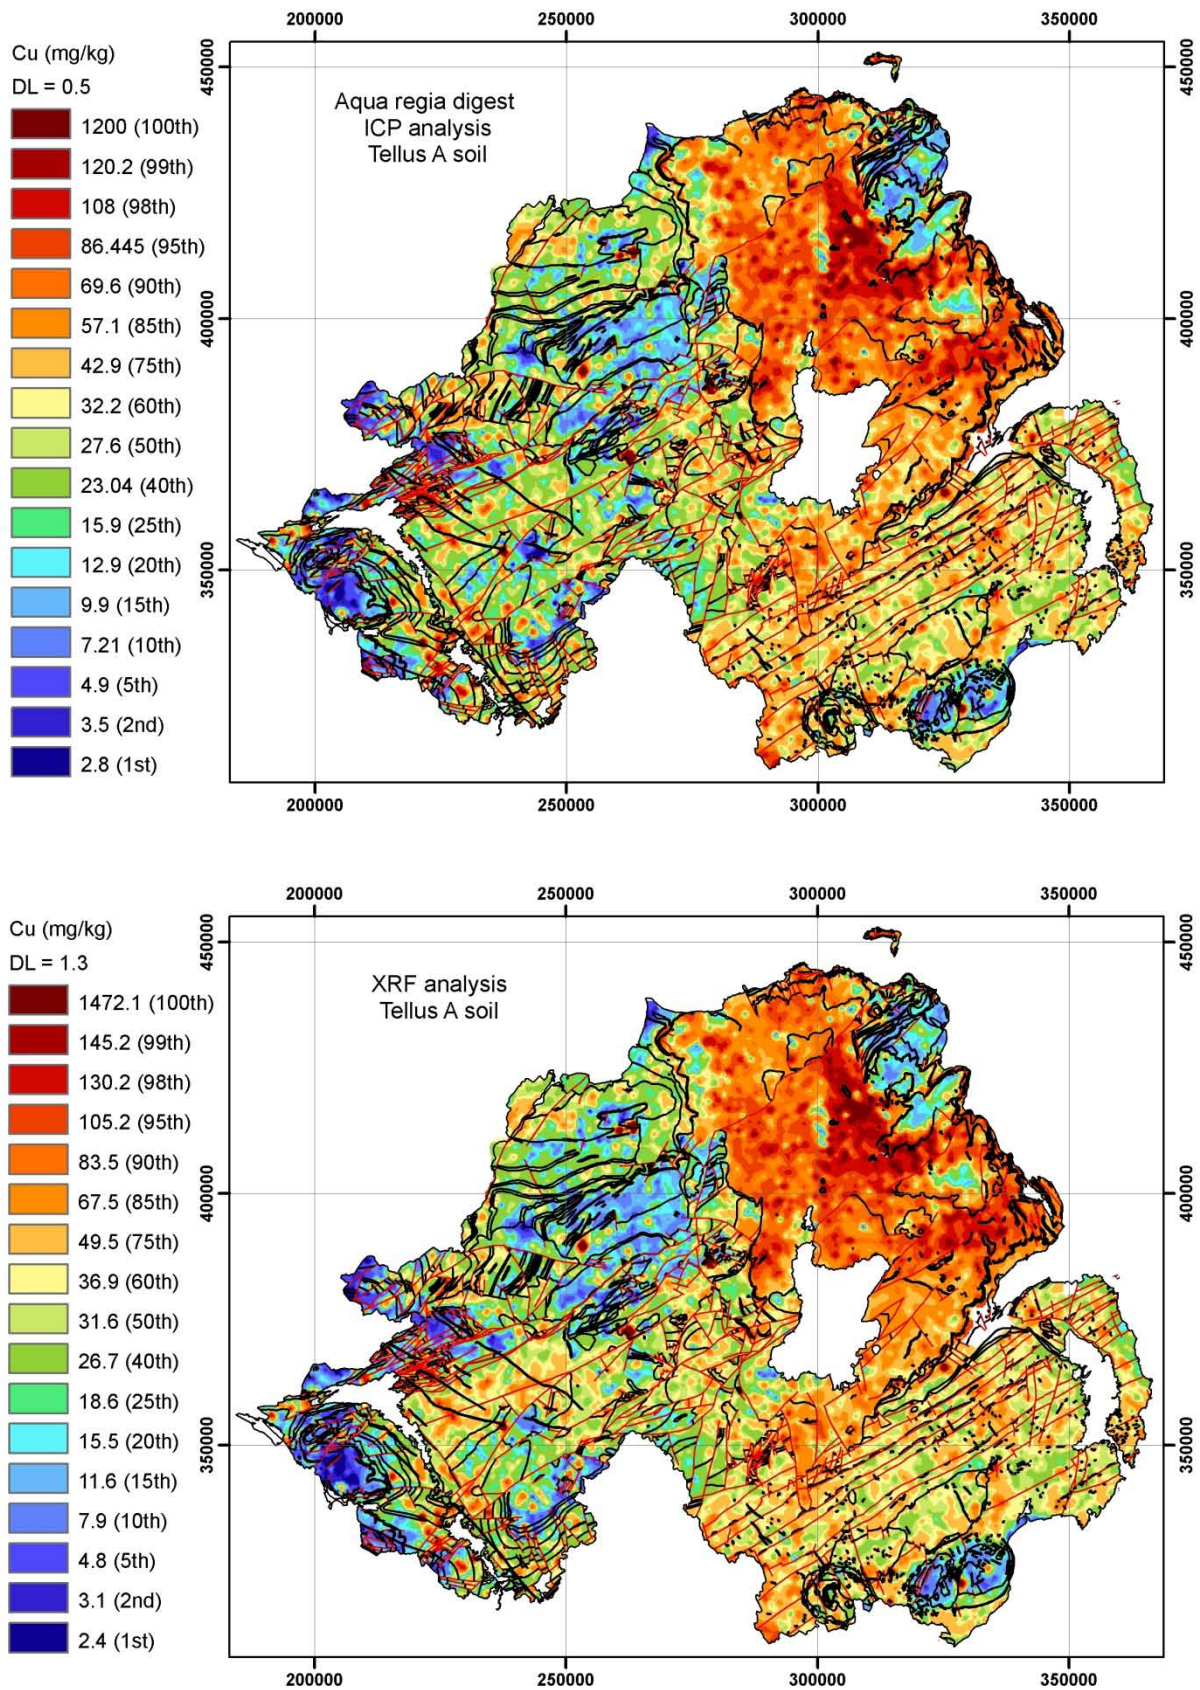 200000 250000 300000 350000
Cu (mg/kg)
DL = 0.5
1200 (100th)
120.2 (99th)
108 (98th)
86.445 (95th)
69.6 (90th)
57.1 (85th)
42.9 (75th)
32.2 (60th)
27.6 (50th)
23.04 (40th)
15.9 (25th)
12.9 (20th)
9.9 (15th)
7.21 (10th)
4.9 (5th)
3.5 (2nd)
2.8 (1st)
Aqua regia digest
ICP analysis
Tellus A soil
450000
450000
400000
400000
350000
350000
200000 250000 300000 350000
200000 250000 300000 350000
Cu (mg/kg)
DL = 1.3
1472.1 (100th)
145.2 (99th)
130.2 (98th)
105.2 (95th)
83.5 (90th)
67.5 (85th)
49.5 (75th)
36.9 (60th)
31.6 (50th)
26.7 (40th)
18.6 (25th)
15.5 (20th)
11.6 (15th)
7.9 (10th)
4.8 (5th)
3.1 (2nd)
2.4 (1st)
XRF analysis
Tellus A soil
450000
450000
400000
400000
350000
350000
200000 250000 300000 350000